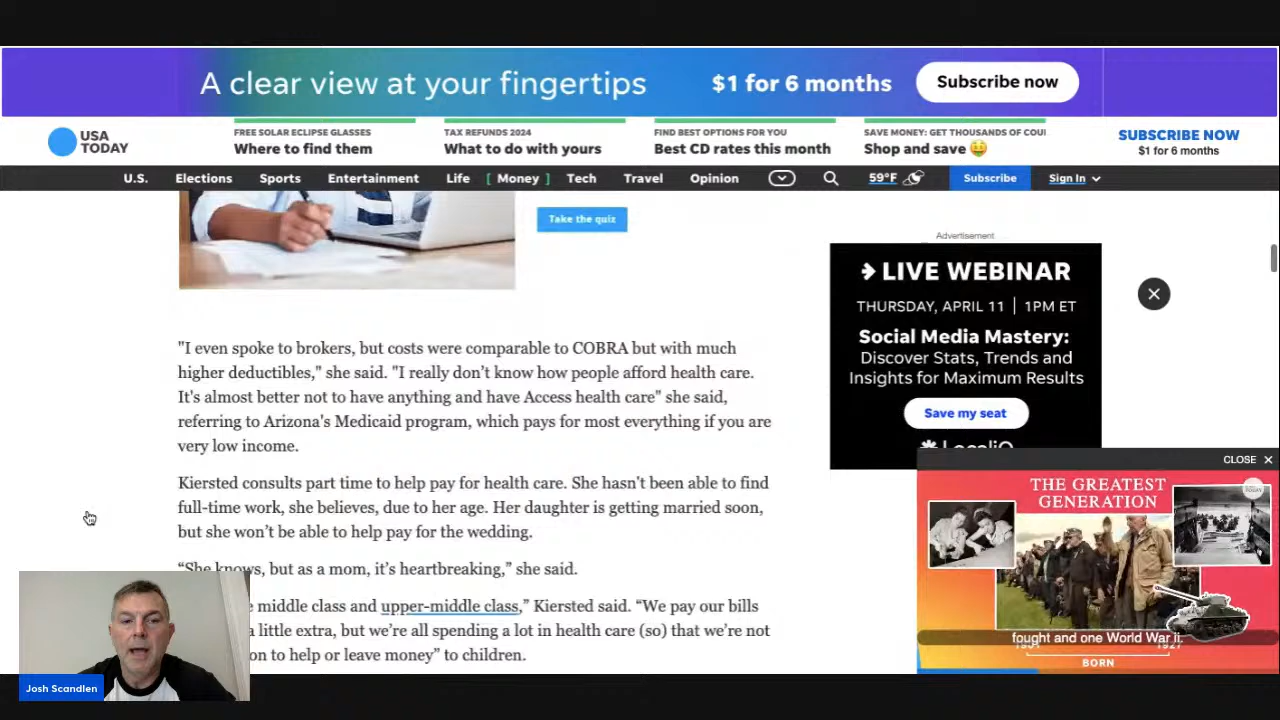 A clear view at your fingertips
$1 for 6 months
Subscribe now
USA
TODAY
FREE SOLAR ECLIPSE GLASSES
Where to find them
TAX REFUNDS 2024
What to do with yours
FIND BEST OPTIONS FOR YOU
Best CD rates this month
SAVE MONEY: GET THOUSANDS OF COU
Shop and save 🤑
SUBSCRIBE NOW
$1 for 6 months
U.S.
Elections
Sports
Entertainment
Life
[ Money ]
Tech
Travel
Opinion
59°F
Subscribe
Sign In
Take the quiz
Advertisement
LIVE WEBINAR
THURSDAY, APRIL 11 | 1PM ET
Social Media Mastery:
Discover Stats, Trends and
Insights for Maximum Results
Save my seat
"I even spoke to brokers, but costs were comparable to COBRA but with much
higher deductibles," she said. "I really don’t know how people afford health care.
It's almost better not to have anything and have Access health care" she said,
referring to Arizona's Medicaid program, which pays for most everything if you are
very low income.
Kiersted consults part time to help pay for health care. She hasn't been able to find
full-time work, she believes, due to her age. Her daughter is getting married soon,
but she won’t be able to help pay for the wedding.
“She knows, but as a mom, it’s heartbreaking,” she said.
middle class and upper-middle class,” Kiersted said. “We pay our bills
a little extra, but we’re all spending a lot in health care (so) that we’re not
on to help or leave money” to children.
CLOSE ×
THE GREATEST
GENERATION
fought and one World War ii.
BORN
Josh Scandlen